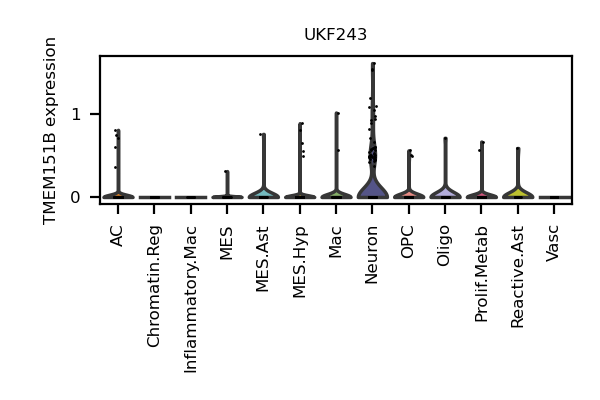 UKF243
TMEM151B expression
1
0
AC
Chromatin.Reg
Inflammatory.Mac
MES
MES.Ast
MES.Hyp
Mac
Neuron
OPC
Oligo
Prolif.Metab
Reactive.Ast
Vasc